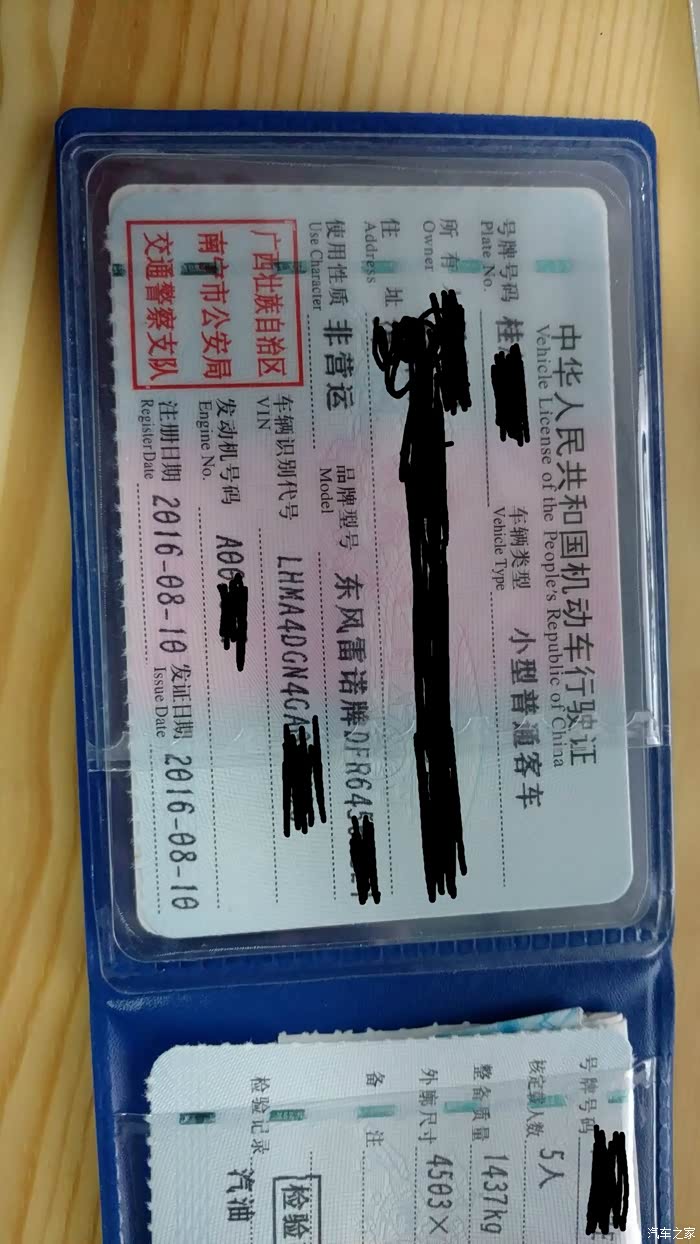 中华人民共和国机动车行驶证
Vehicle License of the People's Republic of China
号牌号码 桂 车辆类型 小型普通客车
Plate No. Vehicle Type
所有
Owner
住 址
Address
使用性质 非营运 品牌型号 东风雷诺牌DFR645
Use Character Model
广西壮族自治区
南宁市公安局
交通警察支队
车辆识别代号 LHMA4DGN4GA
VIN
发动机号码 A00
Engine No.
注册日期 2016-08-10 发证日期 2016-08-10
Register Date Issue Date
号牌号码
核定载人数 5人
整备质量 1437kg
外廓尺寸 4503×
备 注
检验记录 检验
汽油
汽车之家